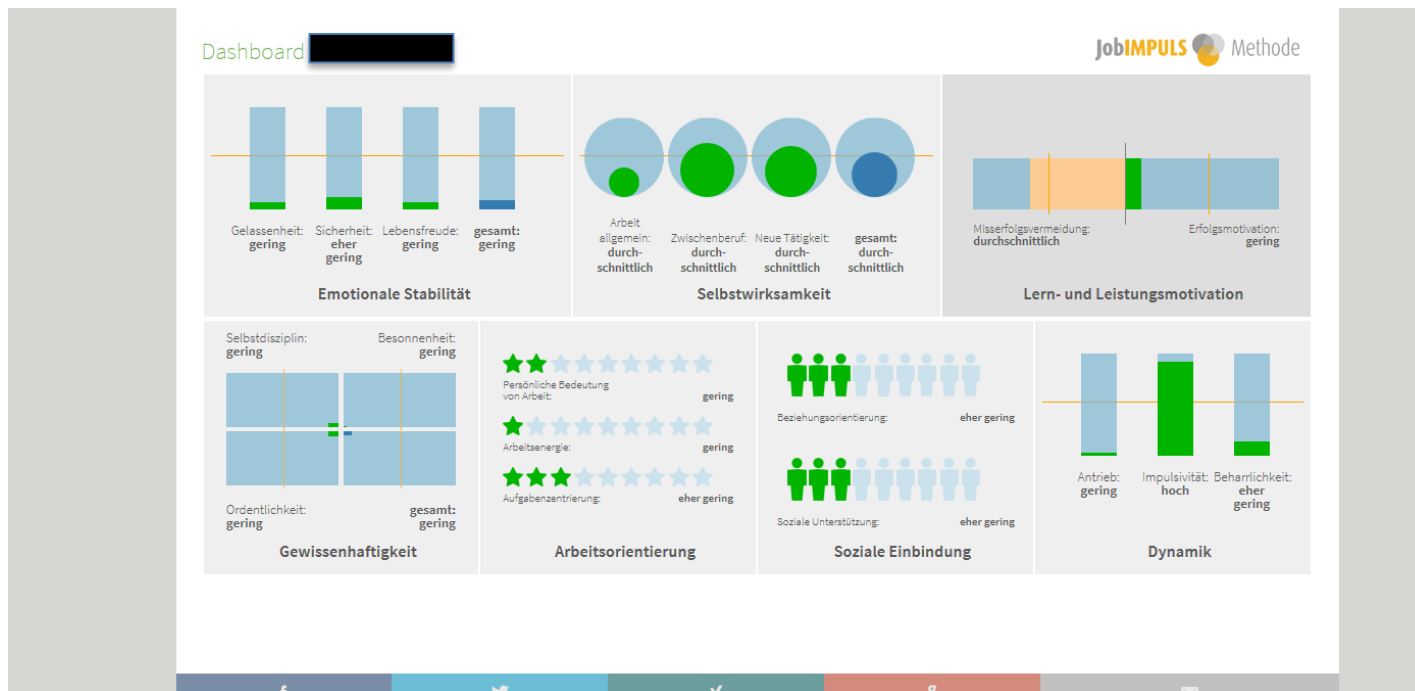 Dashboard
JobIMPULS Methode
Gelassenheit:
gering
Sicherheit:
eher
gering
Lebensfreude:
gering
gesamt:
gering
Emotionale Stabilität
Arbeit
allgemein:
durch-
schnittlich
Zwischenberuf:
durch-
schnittlich
Neue Tätigkeit:
durch-
schnittlich
gesamt:
durch-
schnittlich
Selbstwirksamkeit
Misserfolgsvermeidung:
durchschnittlich
Erfolgsmotivation:
gering
Lern- und Leistungsmotivation
Selbstdisziplin:
gering
Besonnenheit:
gering
Ordentlichkeit:
gering
gesamt:
gering
Gewissenhaftigkeit
Persönliche Bedeutung
von Arbeit: gering
Arbeitsenergie: gering
Aufgabenzentrierung: eher gering
Arbeitsorientierung
Beziehungsorientierung: eher gering
Soziale Unterstützung: eher gering
Soziale Einbindung
Antrieb:
gering
Impulsivität:
hoch
Beharrlichkeit:
eher
gering
Dynamik